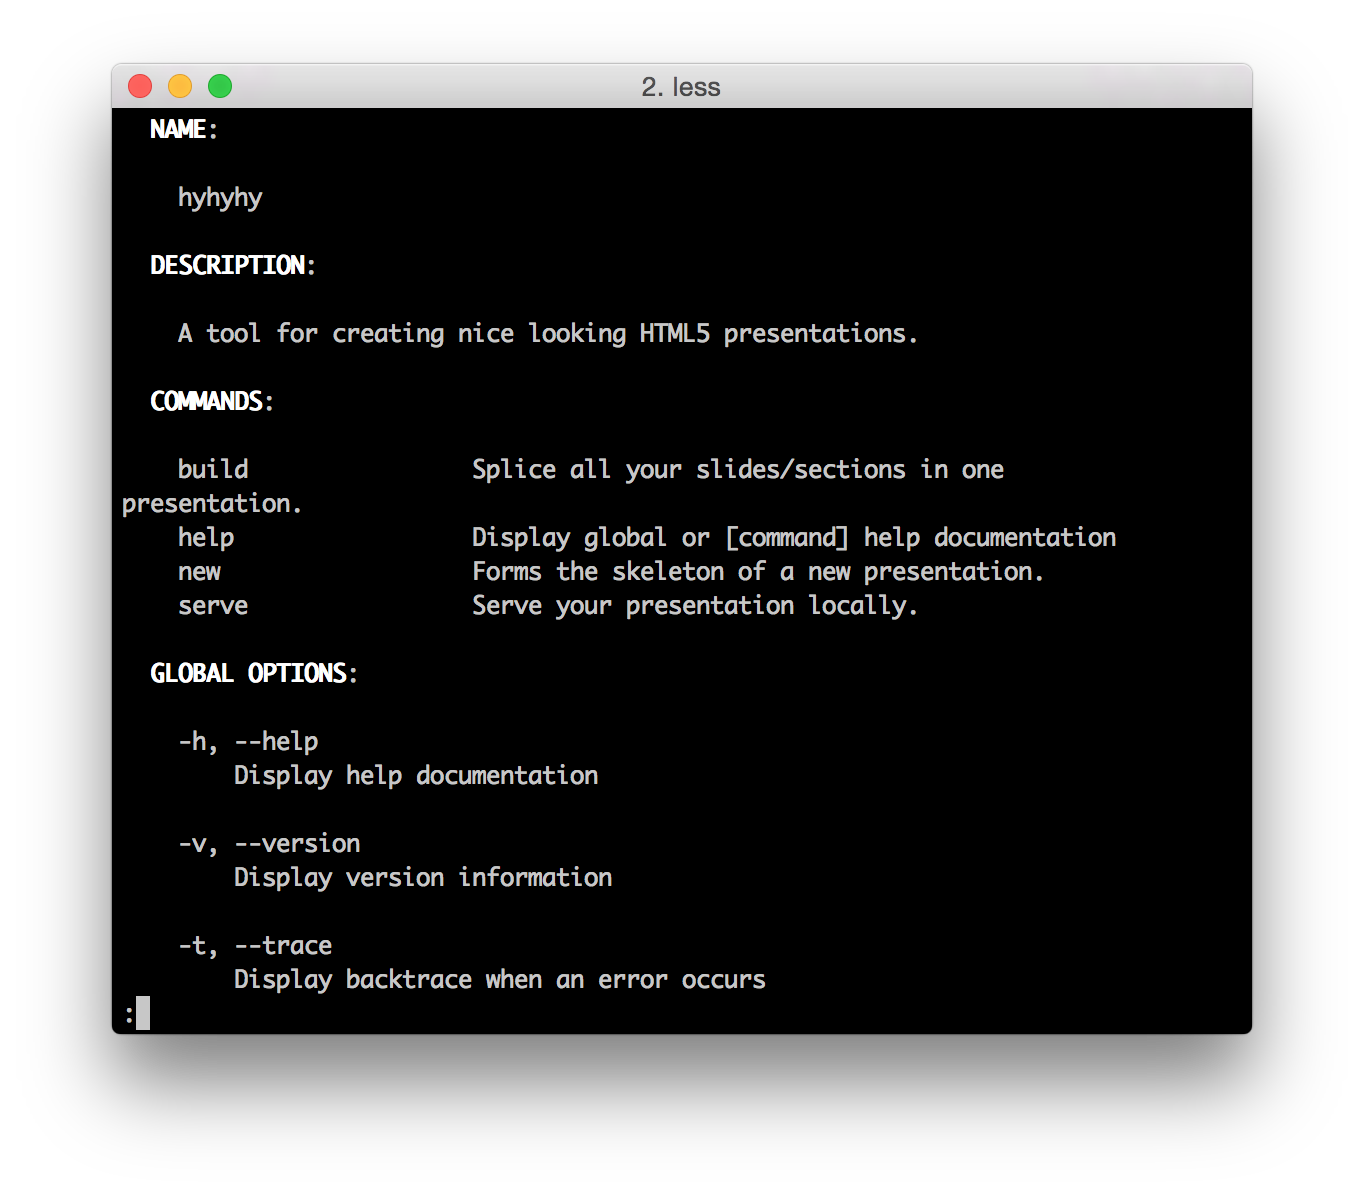 2. less
NAME:
hyhyhy
DESCRIPTION:
A tool for creating nice looking HTML5 presentations.
COMMANDS:
build Splice all your slides/sections in one
presentation.
help Display global or [command] help documentation
new Forms the skeleton of a new presentation.
serve Serve your presentation locally.
GLOBAL OPTIONS:
-h, --help
Display help documentation
-v, --version
Display version information
-t, --trace
Display backtrace when an error occurs
: